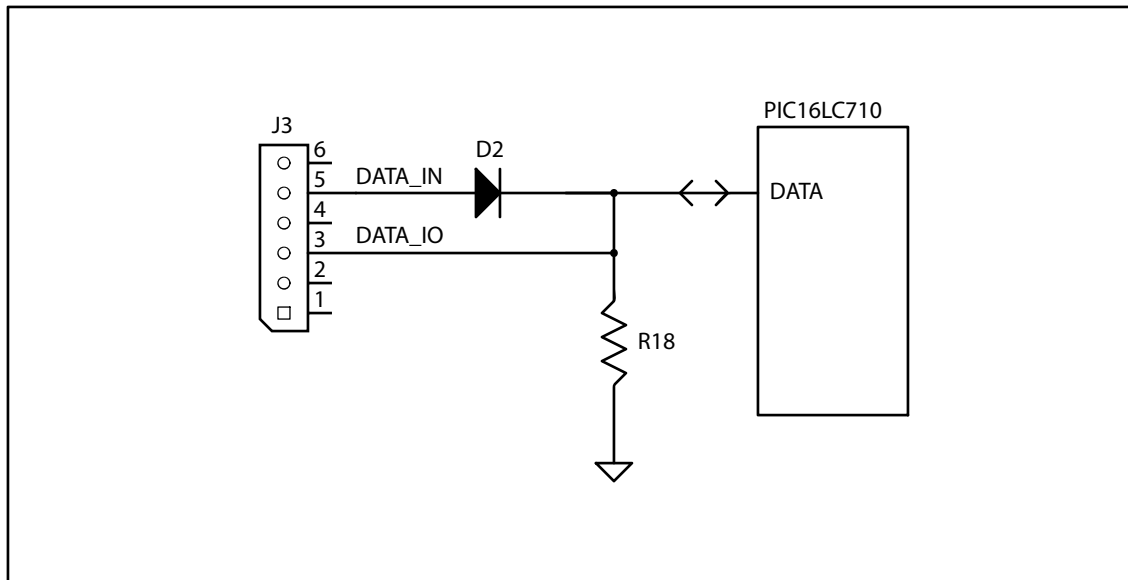 PIC16LC710
J3
6
D2
5
DATA_IN
DATA
4
3
DATA_IO
2
1
R18